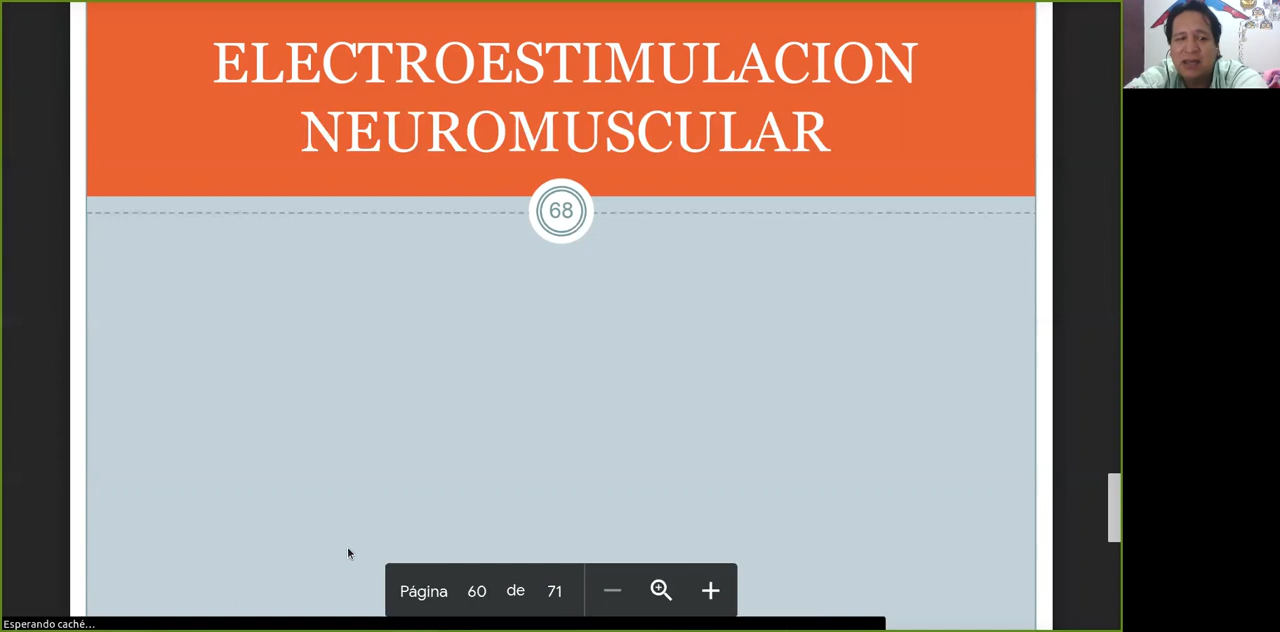 ELECTROESTIMULACION
NEUROMUSCULAR
68
Página 60 de 71
Esperando caché...